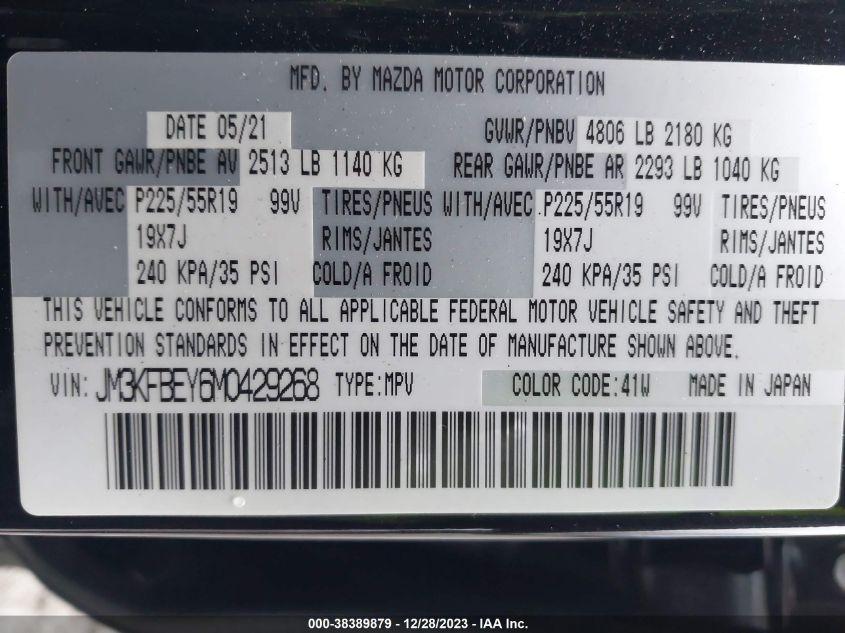 MFD. BY MAZDA MOTOR CORPORATION
DATE 05/21 GVWR/PNBV 4806 LB 2180 KG
FRONT GAWR/PNBE AV 2513 LB 1140 KG REAR GAWR/PNBE AR 2293 LB 1040 KG
WITH/AVEC P225/55R19 99V TIRES/PNEUS WITH/AVEC P225/55R19 99V TIRES/PNEUS
19X7J RIMS/JANTES 19X7J RIMS/JANTES
240 KPA/35 PSI COLD/A FROID 240 KPA/35 PSI COLD/A FROID
THIS VEHICLE CONFORMS TO ALL APPLICABLE FEDERAL MOTOR VEHICLE SAFETY AND THEFT
PREVENTION STANDARDS IN EFFECT ON THE DATE OF MANUFACTURE SHOWN ABOVE.
VIN: JM3KFBEY6M0429268 TYPE:MPV COLOR CODE:41W MADE IN JAPAN
000-38389879 - 12/28/2023 - IAA Inc.